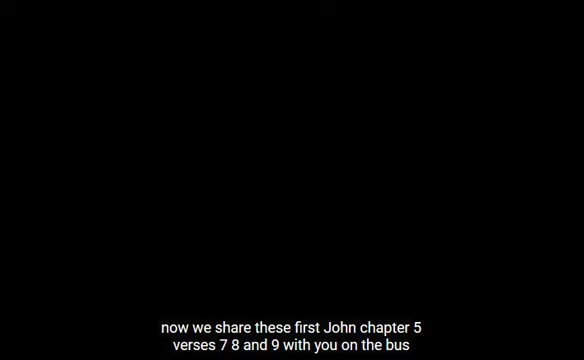 now we share these first John chapter 5
verses 7 8 and 9 with you on the bus